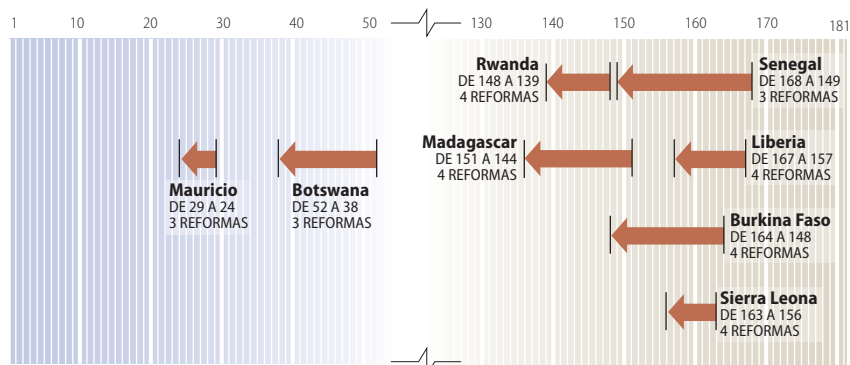 1 10 20 30 40 50 130 140 150 160 170 181
Rwanda
DE 148 A 139
4 REFORMAS
Senegal
DE 168 A 149
3 REFORMAS
Mauricio
DE 29 A 24
3 REFORMAS
Botswana
DE 52 A 38
3 REFORMAS
Madagascar
DE 151 A 144
4 REFORMAS
Liberia
DE 167 A 157
4 REFORMAS
Burkina Faso
DE 164 A 148
4 REFORMAS
Sierra Leona
DE 163 A 156
4 REFORMAS